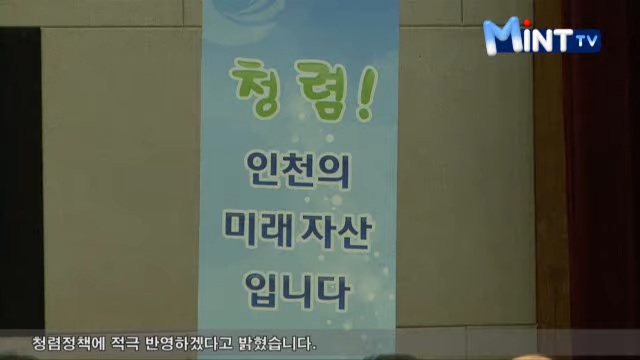 MiNT TV
청렴!
인천의
미래 자산
입니다
청렴정책에 적극 반영하겠다고 밝혔습니다.